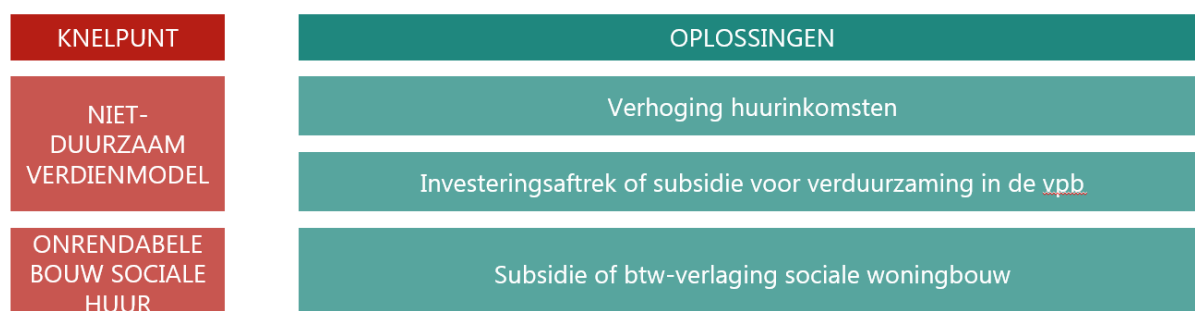 KNELPUNT
OPLOSSINGEN
NIET-
DUURZAAM
VERDIENMODEL
Verhoging huurinkomsten
Investeringsaftrek of subsidie voor verduurzaming in de vpb
ONRENDABELE
BOUW SOCIALE
HUUR
Subsidie of btw-verlaging sociale woningbouw